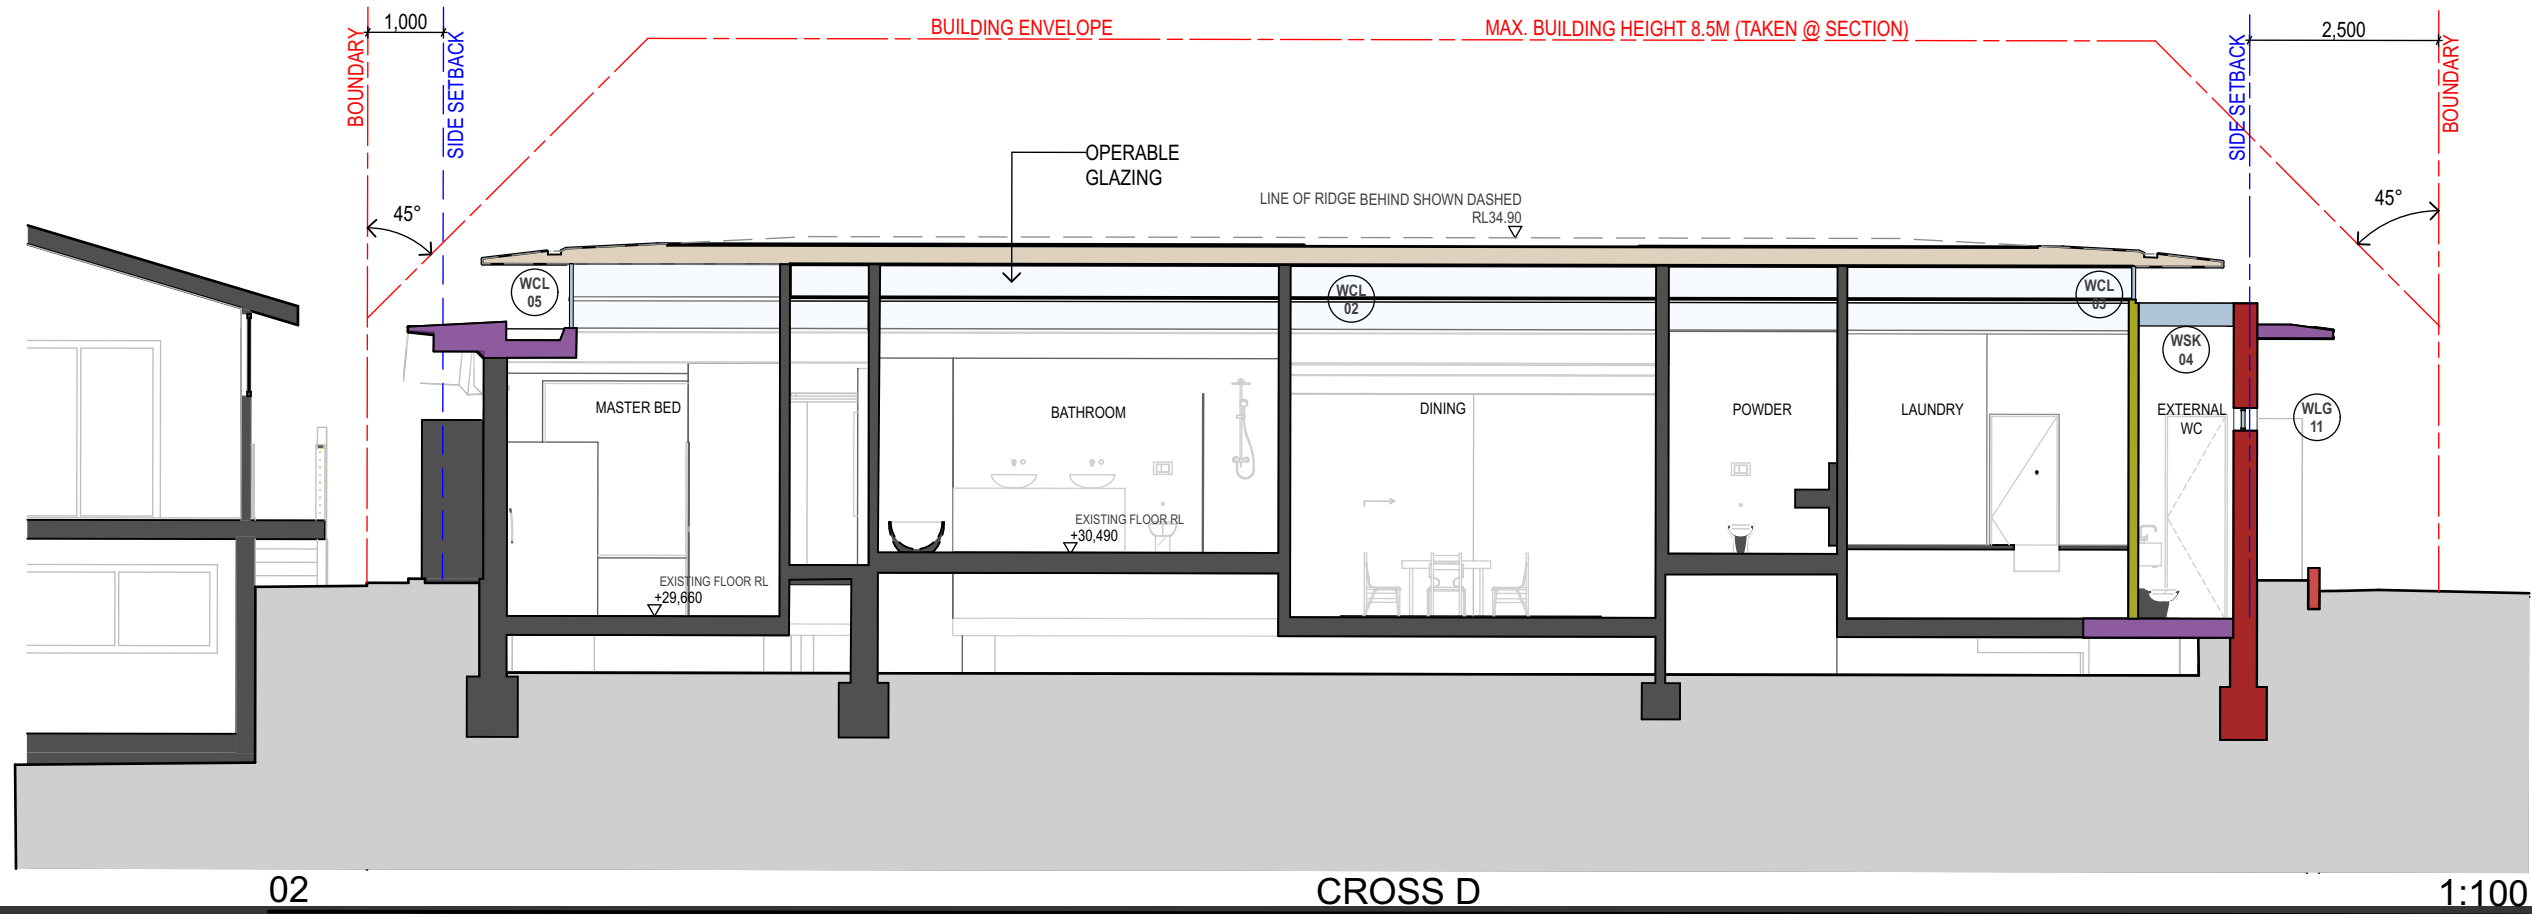 1,000
BUILDING ENVELOPE
MAX. BUILDING HEIGHT 8.5M (TAKEN @ SECTION)
2,500
BOUNDARY
SIDE SETBACK
SIDE SETBACK
BOUNDARY
OPERABLE
GLAZING
45°
LINE OF RIDGE BEHIND SHOWN DASHED
RL34.90
45°
WCL
05
WCL
02
WCL
03
WSK
04
MASTER BED
BATHROOM
DINING
POWDER
LAUNDRY
EXTERNAL
WC
WLG
11
EXISTING FLOOR RL
+30,490
EXISTING FLOOR RL
+29,660
02
CROSS D
1:100